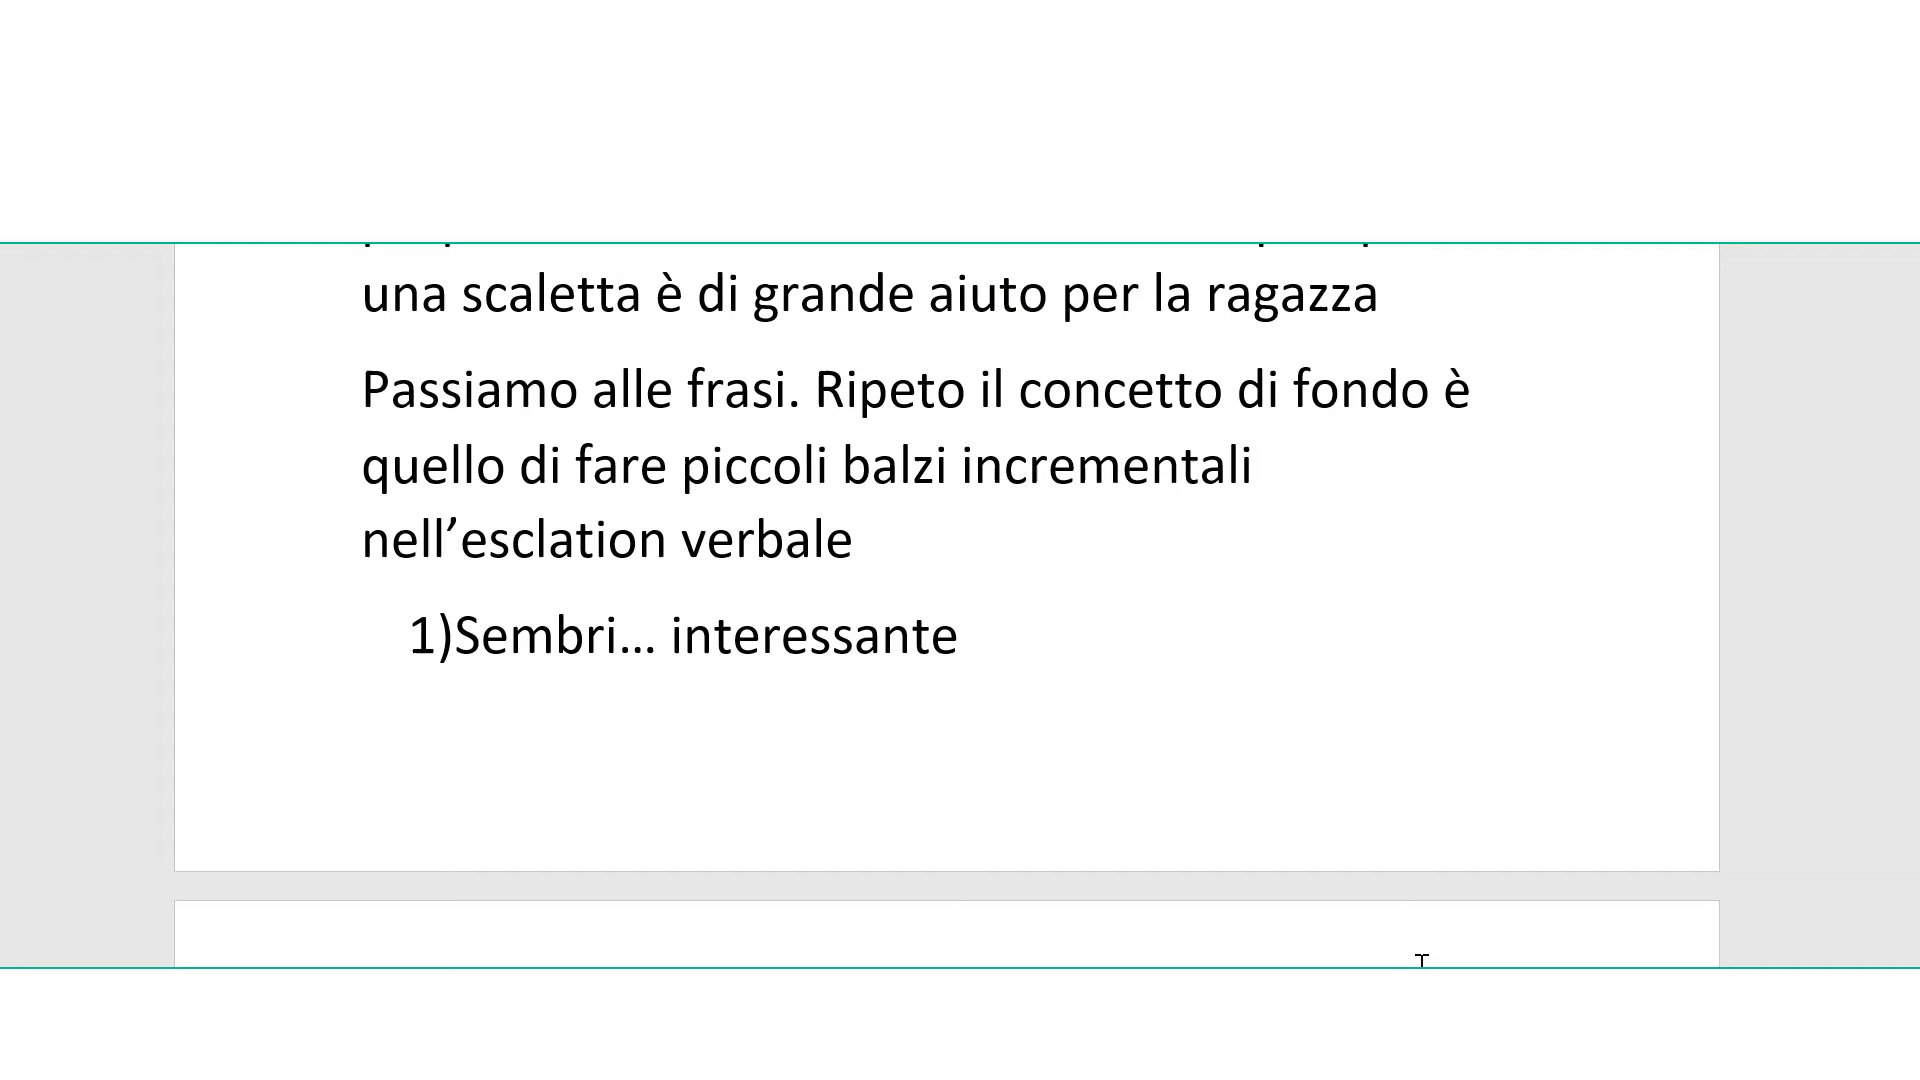 una scaletta è di grande aiuto per la ragazza
Passiamo alle frasi. Ripeto il concetto di fondo è
quello di fare piccoli balzi incrementali
nell’esclation verbale
1)Sembri… interessante